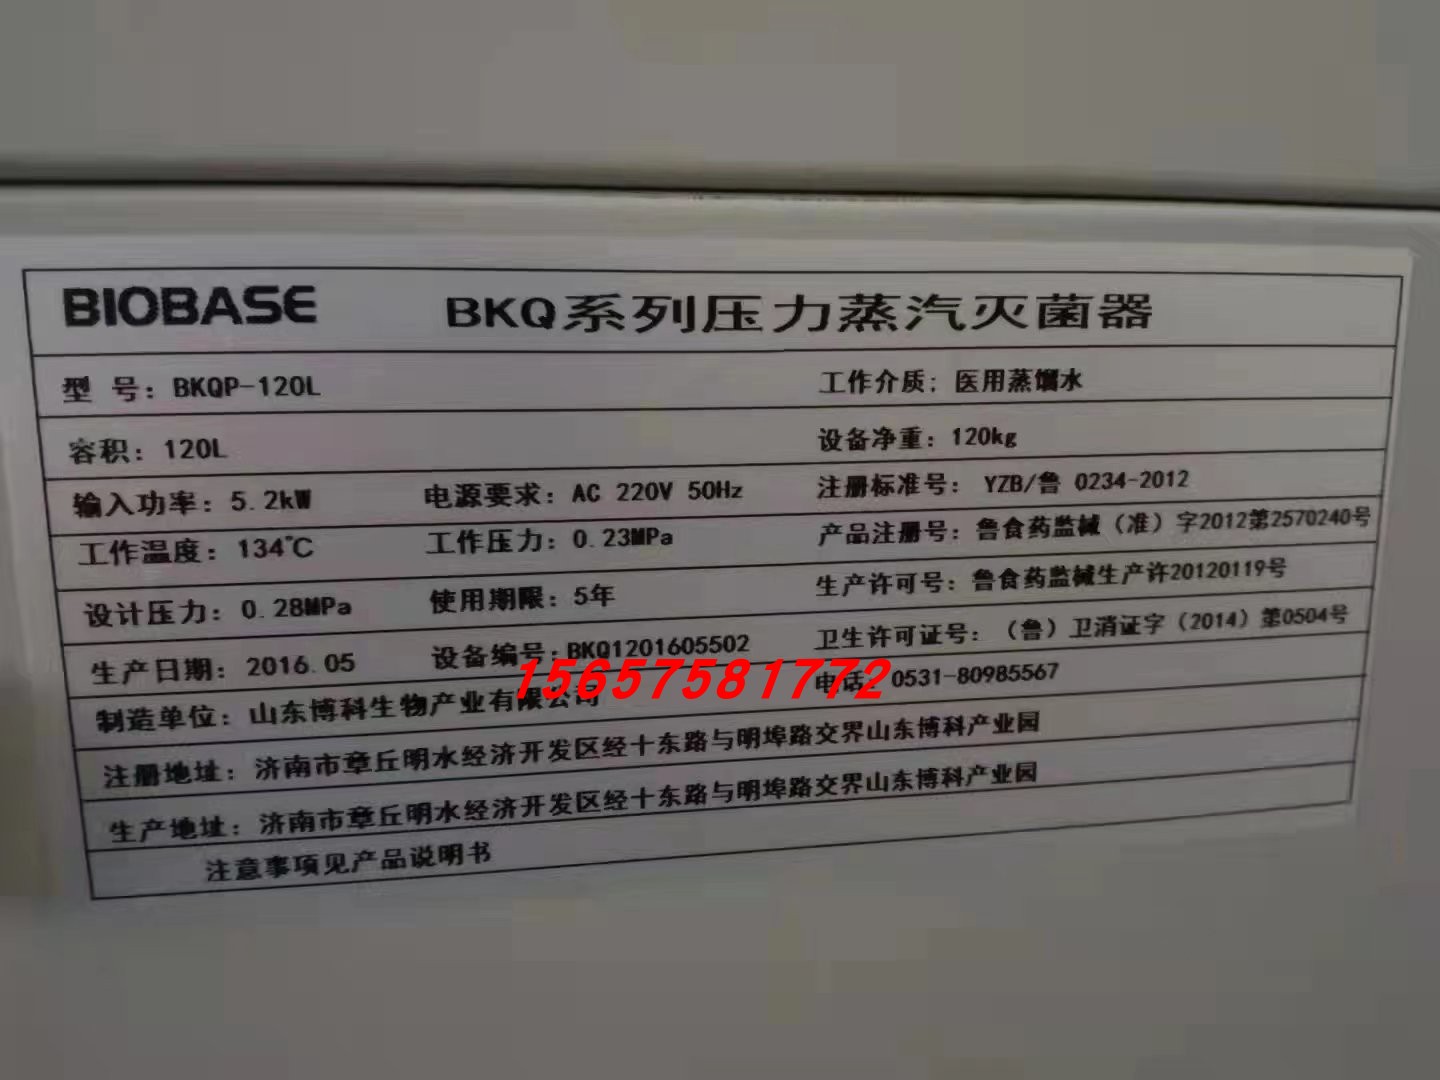 BIOBASE BKQ系列压力蒸汽灭菌器
型 号：BKQP-120L 工作介质：医用蒸馏水
容积：120L 设备净重：120kg
输入功率：5.2kW 电源要求：AC 220V 50Hz 注册标准号： YZB/鲁 0234-2012
工作温度：134℃ 工作压力：0.23MPa 产品注册号：鲁食药监械（准）字2012第2570240号
设计压力：0.28MPa 使用期限：5年 生产许可号：鲁食药监械生产许20120119号
生产日期：2016.05 设备编号：BKQ1201605502 卫生许可证号：（鲁）卫消证字（2014）第0504号
制造单位：山东博科生物产业有限公司 电话：0531-80985567
15657581772
注册地址：济南市章丘明水经济开发区经十东路与明埠路交界山东博科产业园
生产地址：济南市章丘明水经济开发区经十东路与明埠路交界山东博科产业园
注意事项见产品说明书